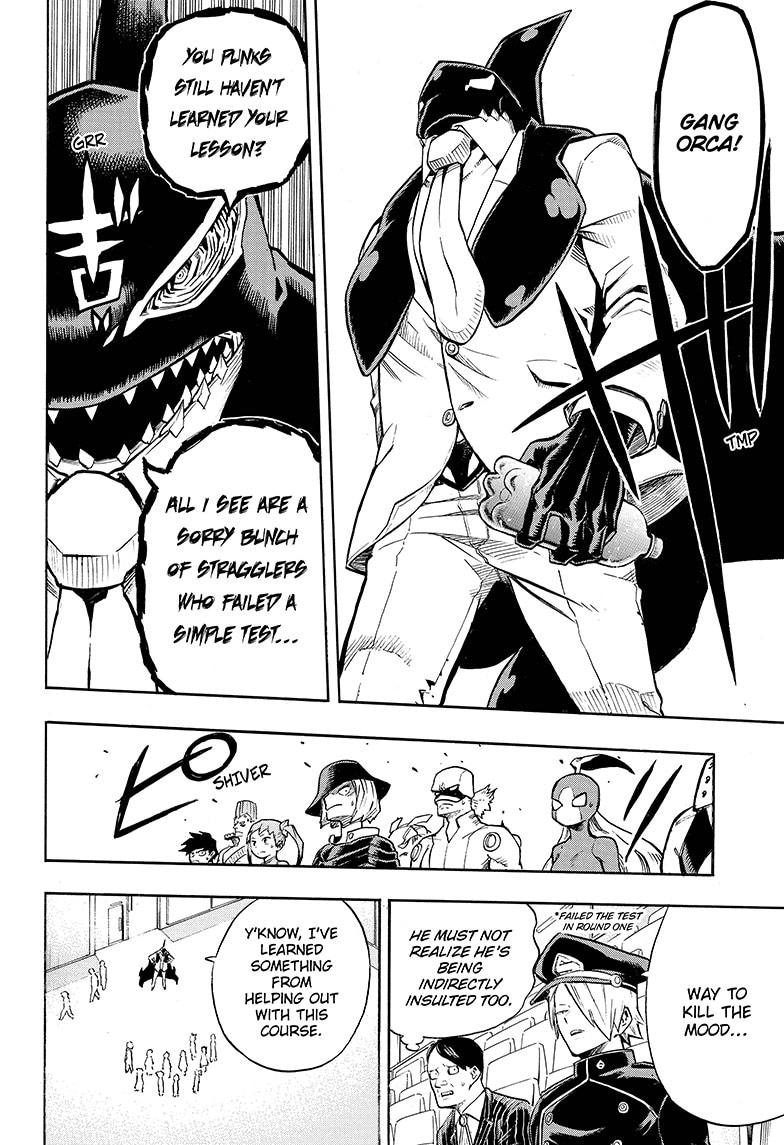 GANG
ORCA!
TMP
YOU PUNKS
STILL HAVEN'T
LEARNED YOUR
LESSON?
GRR
ALL I SEE ARE A
SORRY BUNCH
OF STRAGGLERS
WHO FAILED A
SIMPLE TEST...
SHIVER
WAY TO
KILL THE
MOOD...
*FAILED THE TEST
IN ROUND ONE
HE MUST NOT
REALIZE HE'S
BEING
INDIRECTLY
INSULTED TOO.
Y'KNOW, I'VE
LEARNED
SOMETHING
FROM
HELPING OUT
WITH THIS
COURSE.